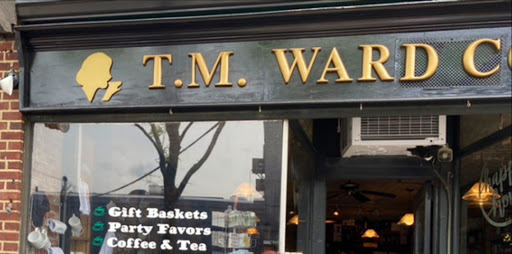 T.M. WARD CO
Gift Baskets
Party Favors
Coffee & Tea